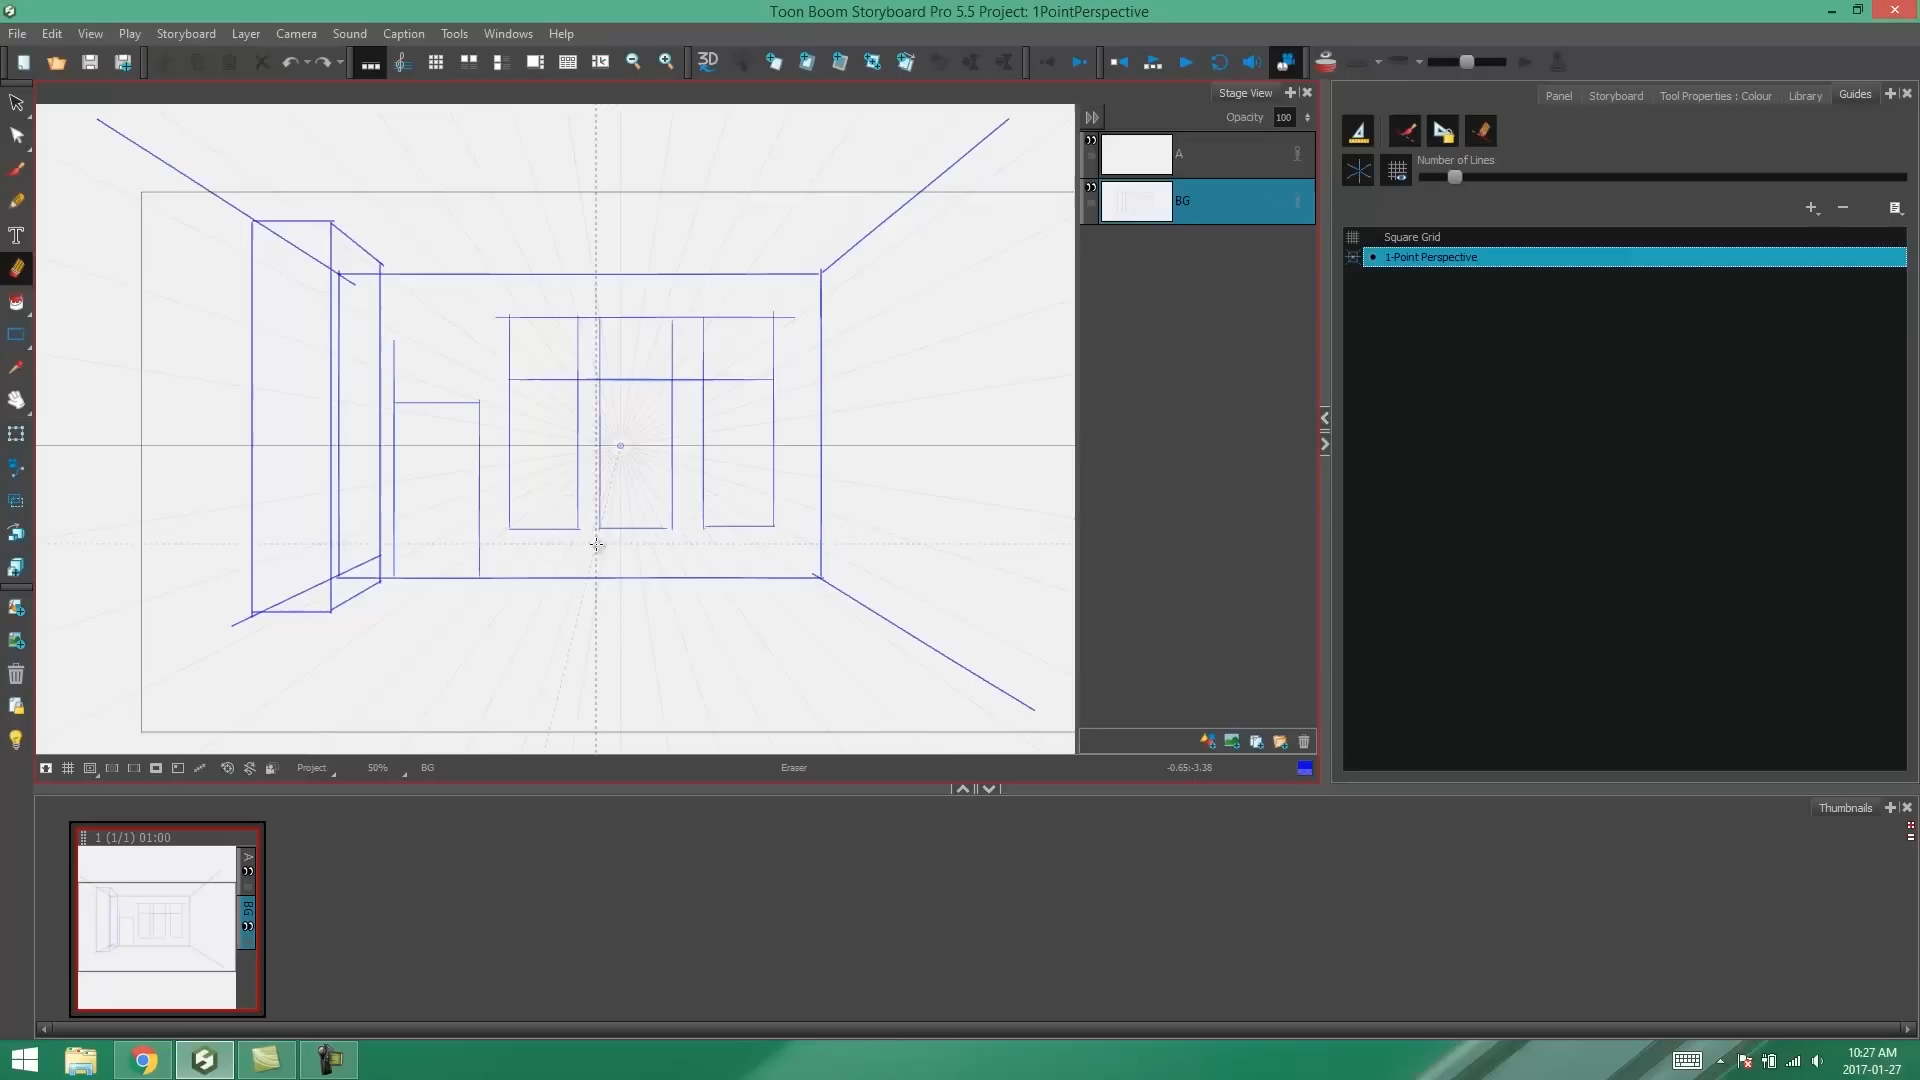 Toon Boom Storyboard Pro 5.5 Project: 1PointPerspective
File Edit View Play Storyboard Layer Camera Sound Caption Tools Windows Help
3D
Stage View
Panel Storyboard Tool Properties : Colour Library Guides
Opacity 100
A
BG
Number of Lines
Square Grid
1-Point Perspective
T
Project 50% BG Eraser -0.65:-3.38
Thumbnails
1 (1/1) 01:00
A
BG
10:27 AM
2017-01-27